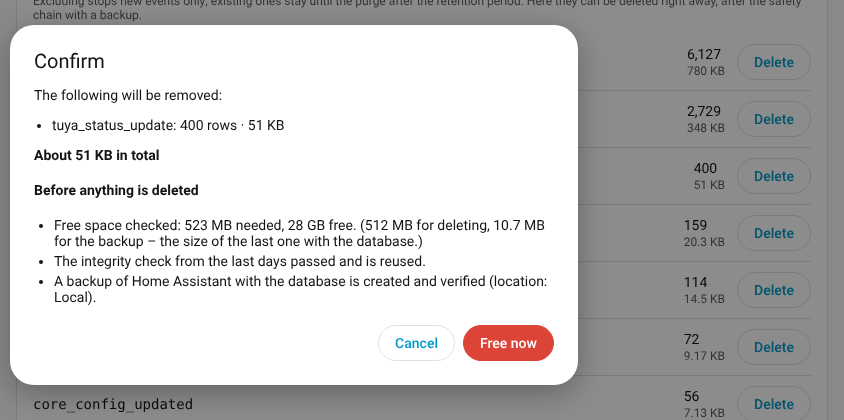 Excluding stops new events only, existing ones stay until the purge after the retention period. Here they can be deleted right away, after the safety
chain with a backup.
Confirm
The following will be removed:
• tuya_status_update: 400 rows · 51 KB
About 51 KB in total
Before anything is deleted
• Free space checked: 523 MB needed, 28 GB free. (512 MB for deleting, 10.7 MB
for the backup – the size of the last one with the database.)
• The integrity check from the last days passed and is reused.
• A backup of Home Assistant with the database is created and verified (location:
Local).
Cancel
Free now
6,127
780 KB
Delete
2,729
348 KB
Delete
400
51 KB
Delete
159
20.3 KB
Delete
114
14.5 KB
Delete
72
9.17 KB
Delete
core_config_updated
56
7.13 KB
Delete